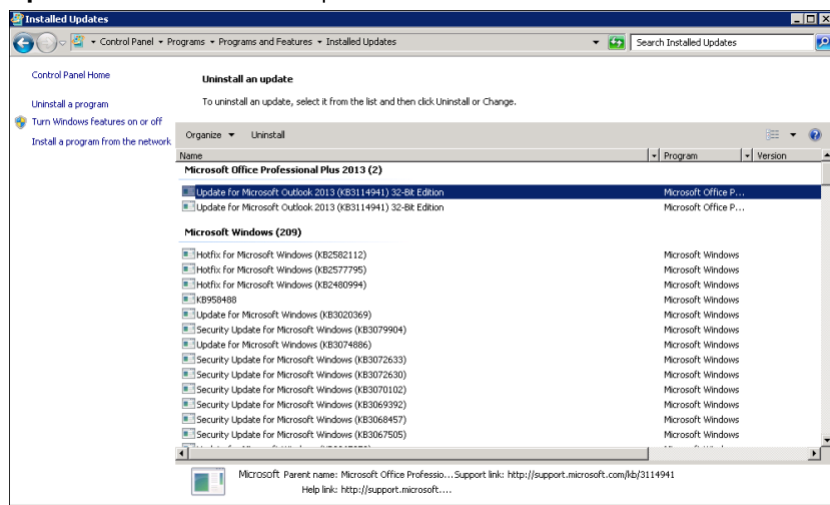 Installed Updates
Control Panel Programs Programs and Features Installed Updates Search Installed Updates
Control Panel Home
Uninstall a program
Turn Windows features on or off
Install a program from the network
Uninstall an update
To uninstall an update, select it from the list and then click Uninstall or Change.
Organize Uninstall
Name Program Version
Microsoft Office Professional Plus 2013 (2)
Update for Microsoft Outlook 2013 (KB3114941) 32-Bit Edition Microsoft Office P...
Update for Microsoft Outlook 2013 (KB3114941) 32-Bit Edition Microsoft Office P...
Microsoft Windows (209)
Hotfix for Microsoft Windows (KB2582112) Microsoft Windows
Hotfix for Microsoft Windows (KB2577795) Microsoft Windows
Hotfix for Microsoft Windows (KB2480994) Microsoft Windows
KB958488 Microsoft Windows
Update for Microsoft Windows (KB3020369) Microsoft Windows
Security Update for Microsoft Windows (KB3079904) Microsoft Windows
Update for Microsoft Windows (KB3074886) Microsoft Windows
Security Update for Microsoft Windows (KB3072633) Microsoft Windows
Security Update for Microsoft Windows (KB3072630) Microsoft Windows
Security Update for Microsoft Windows (KB3070102) Microsoft Windows
Security Update for Microsoft Windows (KB3069392) Microsoft Windows
Security Update for Microsoft Windows (KB3068457) Microsoft Windows
Security Update for Microsoft Windows (KB3067505) Microsoft Windows
Microsoft Parent name: Microsoft Office Professio... Support link: http://support.microsoft.com/kb/3114941
Help link: http://support.microsoft....